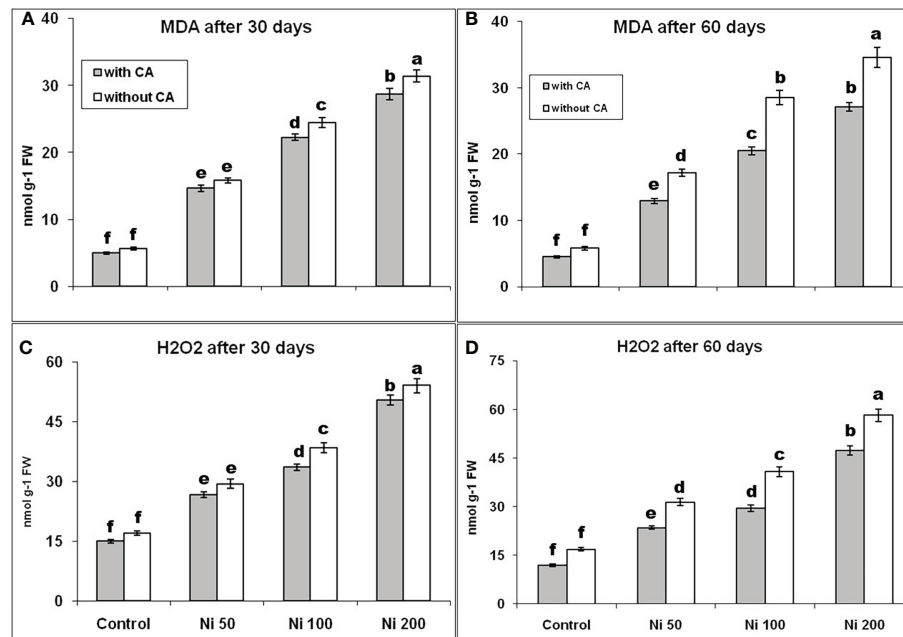 A
MDA after 30 days
with CA
without CA
nmol g-1 FW
40
30
20
10
0
f f
e e
d c
b a
B
MDA after 60 days
with CA
without CA
nmol g-1 FW
40
30
20
10
0
f f
e d
c b
b a
C
H2O2 after 30 days
nmol g-1 FW
60
45
30
15
0
f f
e e
d c
b a
Control Ni 50 Ni 100 Ni 200
D
H2O2 after 60 days
nmol g-1 FW
75
60
45
30
15
0
f f
e d
d c
b a
Control Ni 50 Ni 100 Ni 200